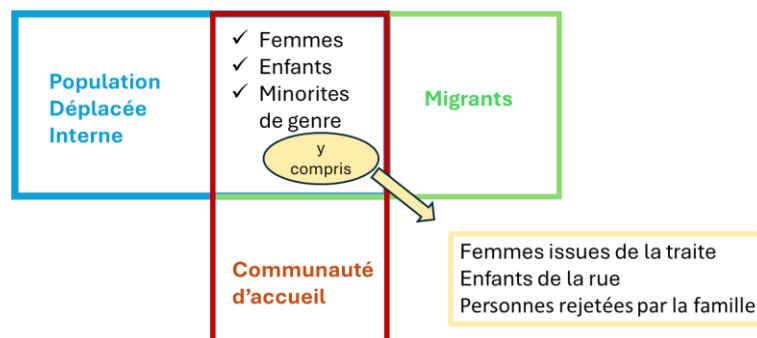 Population
Déplacée
Interne
✓ Femmes
✓ Enfants
✓ Minorites
de genre
y
compris
Migrants
Communauté
d’accueil
Femmes issues de la traite
Enfants de la rue
Personnes rejetées par la famille